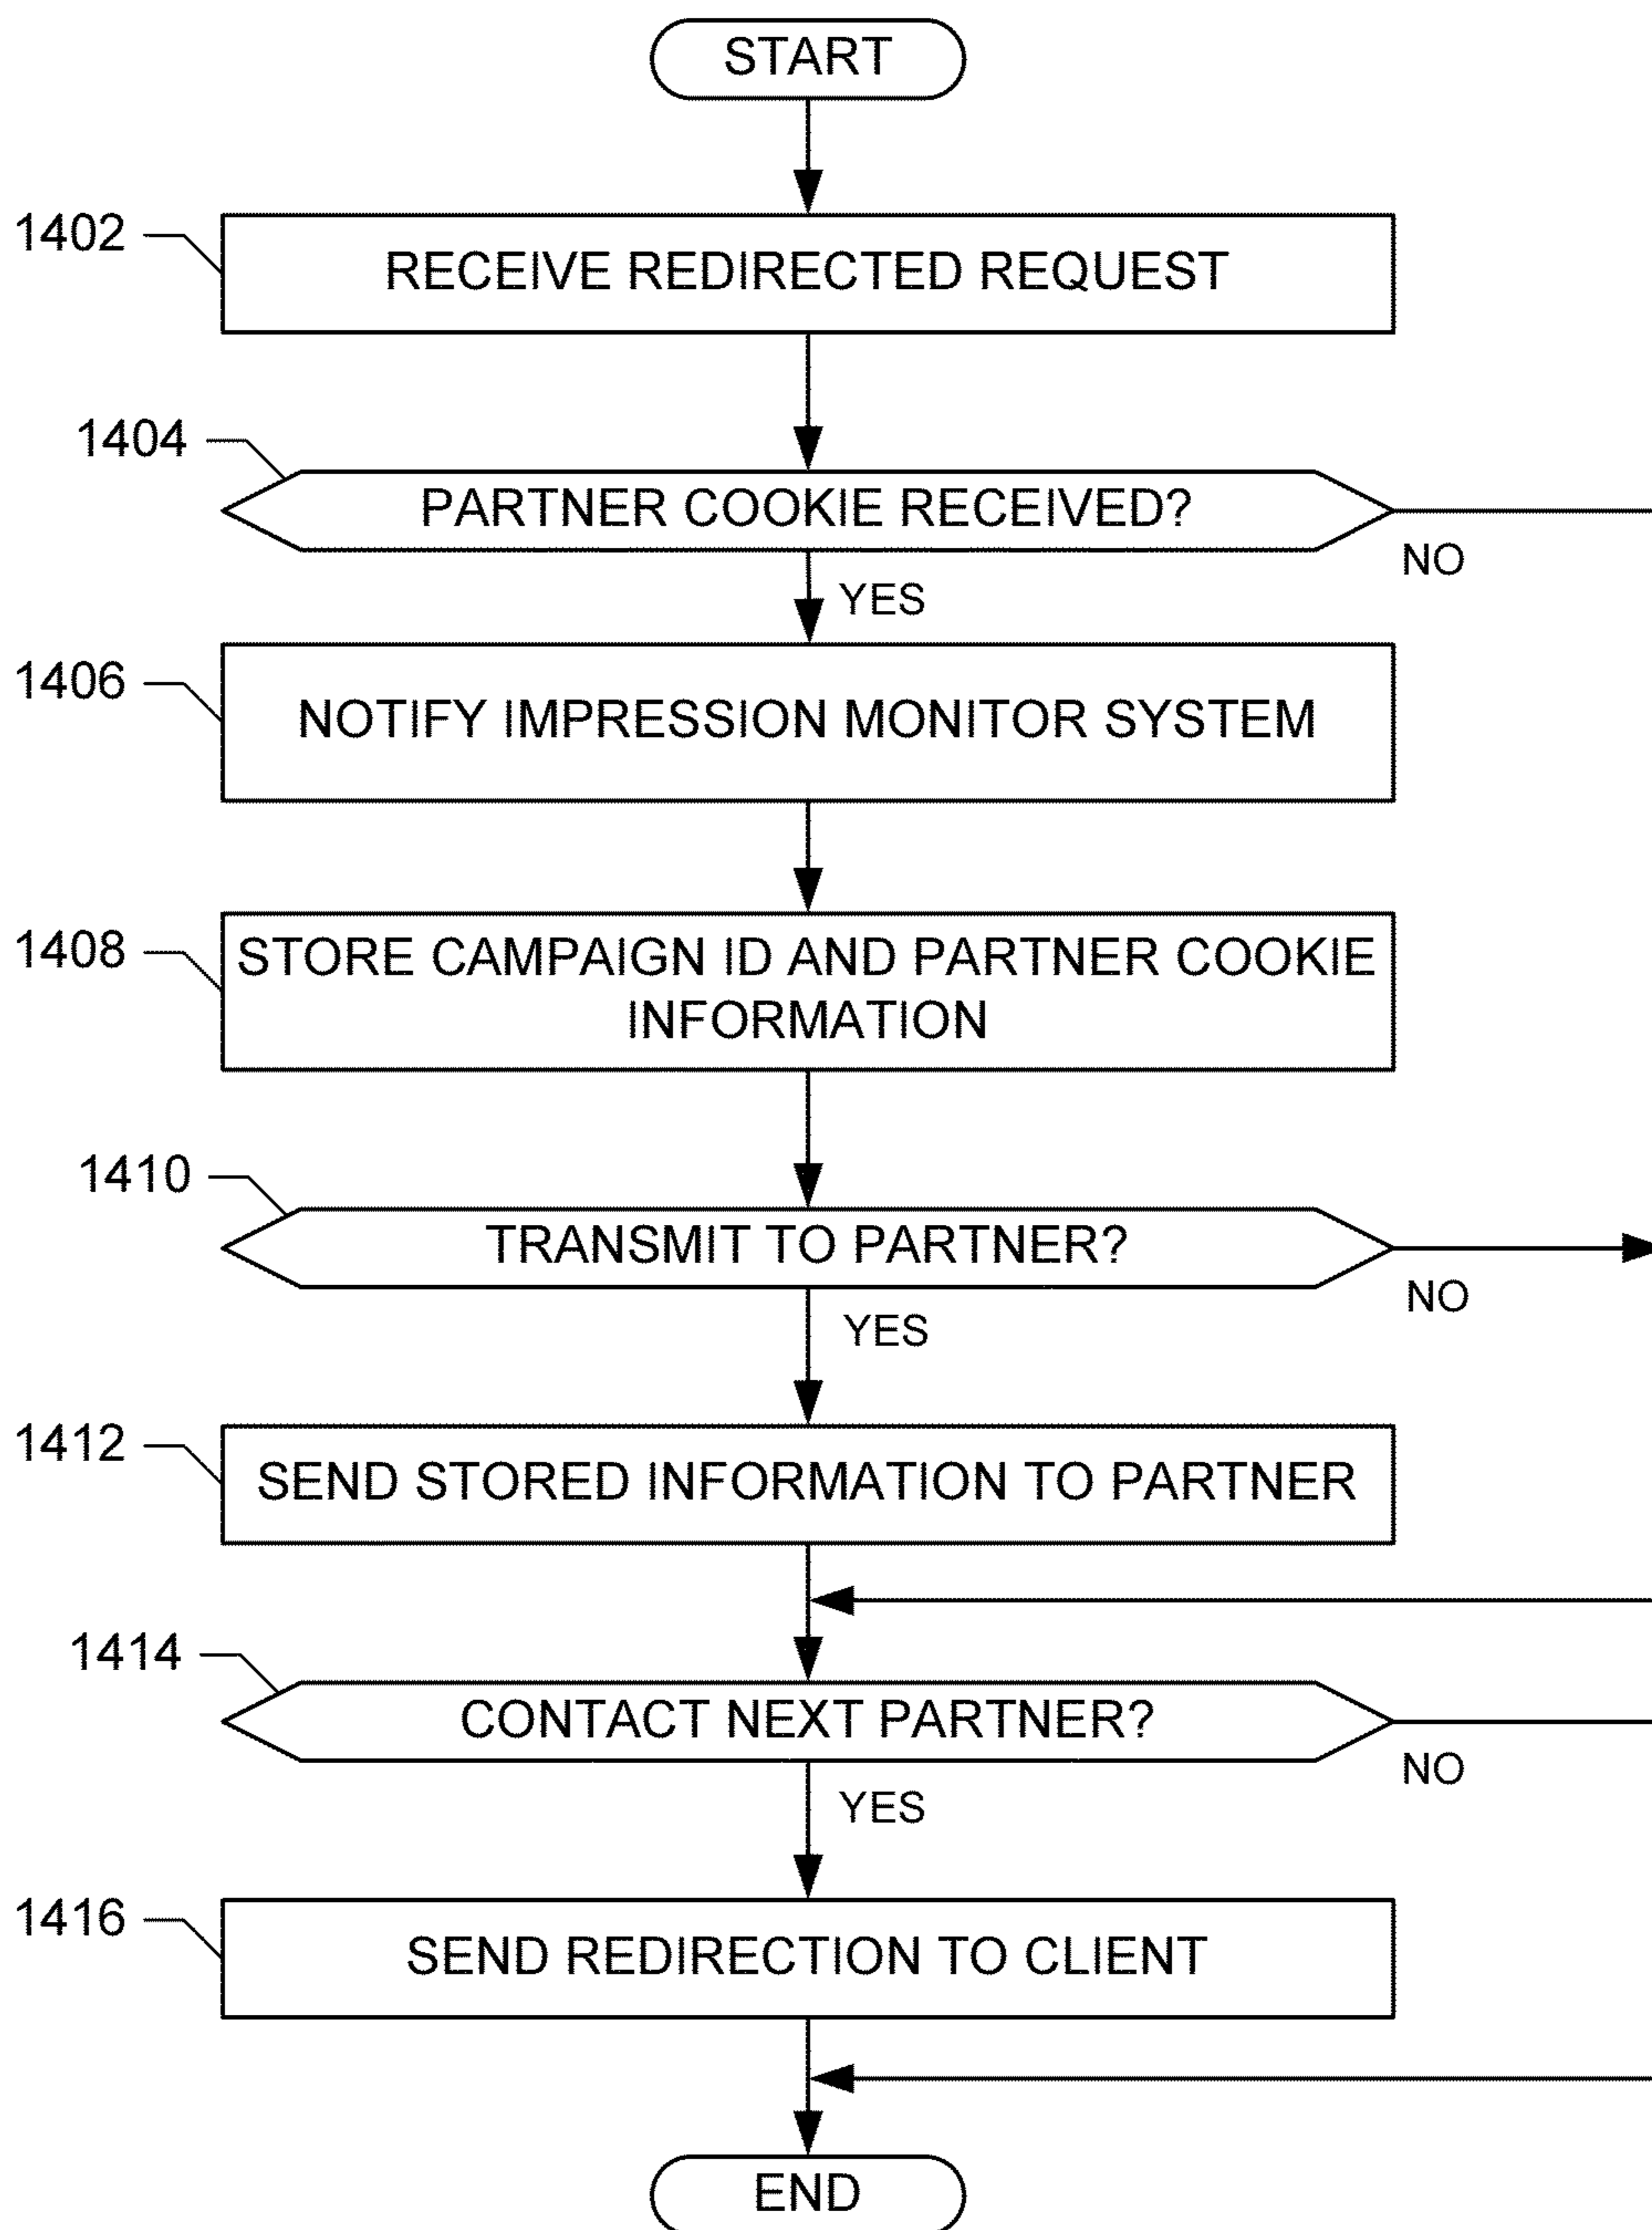 START
1402
RECEIVE REDIRECTED REQUEST
1404
PARTNER COOKIE RECEIVED?
NO
YES
1406
NOTIFY IMPRESSION MONITOR SYSTEM
1408
STORE CAMPAIGN ID AND PARTNER COOKIE
INFORMATION
1410
TRANSMIT TO PARTNER?
NO
YES
1412
SEND STORED INFORMATION TO PARTNER
1414
CONTACT NEXT PARTNER?
NO
YES
1416
SEND REDIRECTION TO CLIENT
END